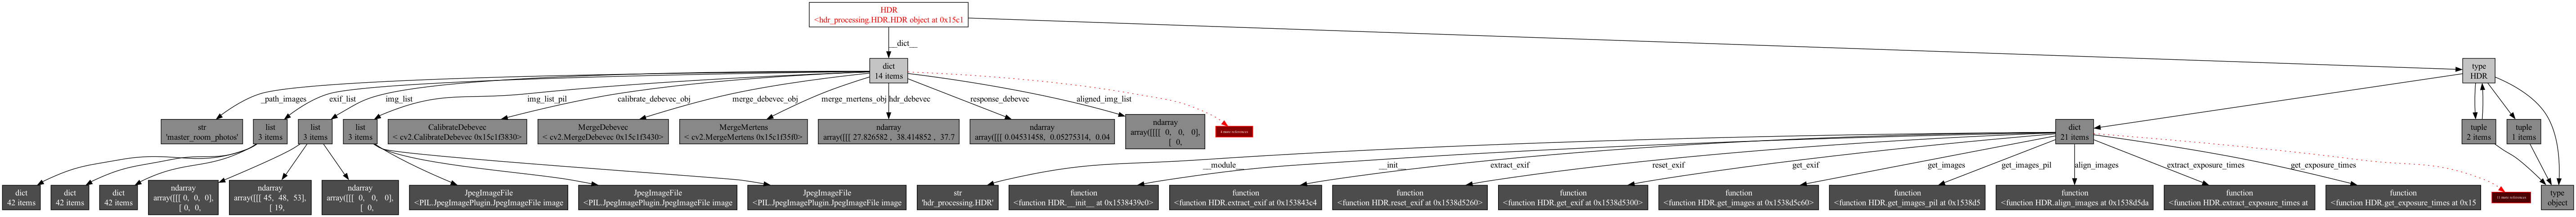 HDR
<hdr_processing.HDR.HDR object at 0x15c1
__dict__
dict
14 items
type
HDR
_path_images
exif_list
img_list
img_list_pil
calibrate_debevec_obj
merge_debevec_obj
merge_mertens_obj
hdr_debevec
response_debevec
aligned_img_list
str
'master_room_photos'
list
3 items
list
3 items
list
3 items
CalibrateDebevec
< cv2.CalibrateDebevec 0x15c1f3830>
MergeDebevec
< cv2.MergeDebevec 0x15c1f3430>
MergeMertens
< cv2.MergeMertens 0x15c1f35f0>
ndarray
array([[[ 27.826582 ,  38.414852 ,  37.7
ndarray
array([[[ 0.04531458,  0.05275314,  0.04
ndarray
array([[[[[  0,   0,   0],
[  0,
dict
21 items
tuple
2 items
tuple
1 items
__module__
__init__
extract_exif
reset_exif
get_exif
get_images
get_images_pil
align_images
extract_exposure_times
get_exposure_times
dict
42 items
dict
42 items
dict
42 items
ndarray
array([[[ 0,  0,  0],
[ 0,  0,
ndarray
array([[[ 45,  48,  53],
[ 19,
ndarray
array([[[  0,   0,   0],
[  0,
JpegImageFile
<PIL.JpegImagePlugin.JpegImageFile image
JpegImageFile
<PIL.JpegImagePlugin.JpegImageFile image
JpegImageFile
<PIL.JpegImagePlugin.JpegImageFile image
str
'hdr_processing.HDR'
function
<function HDR.__init__ at 0x1538439c0>
function
<function HDR.extract_exif at 0x153843c4
function
<function HDR.reset_exif at 0x1538d5260>
function
<function HDR.get_exif at 0x1538d5300>
function
<function HDR.get_images at 0x1538d5c60>
function
<function HDR.get_images_pil at 0x1538d5
function
<function HDR.align_images at 0x1538d5da
function
<function HDR.extract_exposure_times at
function
<function HDR.get_exposure_times at 0x15
type
object